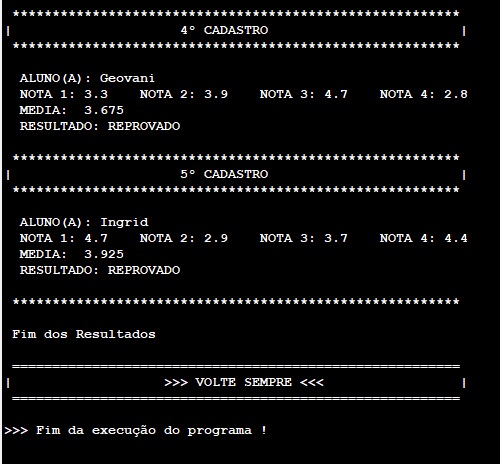 ********************************************************
|                     4º CADASTRO                        |
********************************************************
ALUNO(A): Geovani
NOTA 1: 3.3    NOTA 2: 3.9    NOTA 3: 4.7    NOTA 4: 2.8
MEDIA:  3.675
RESULTADO: REPROVADO
********************************************************
|                     5º CADASTRO                        |
********************************************************
ALUNO(A): Ingrid
NOTA 1: 4.7    NOTA 2: 2.9    NOTA 3: 3.7    NOTA 4: 4.4
MEDIA:  3.925
RESULTADO: REPROVADO
********************************************************
Fim dos Resultados
========================================================
|                   >>> VOLTE SEMPRE <<<                 |
========================================================
>>> Fim da execução do programa !